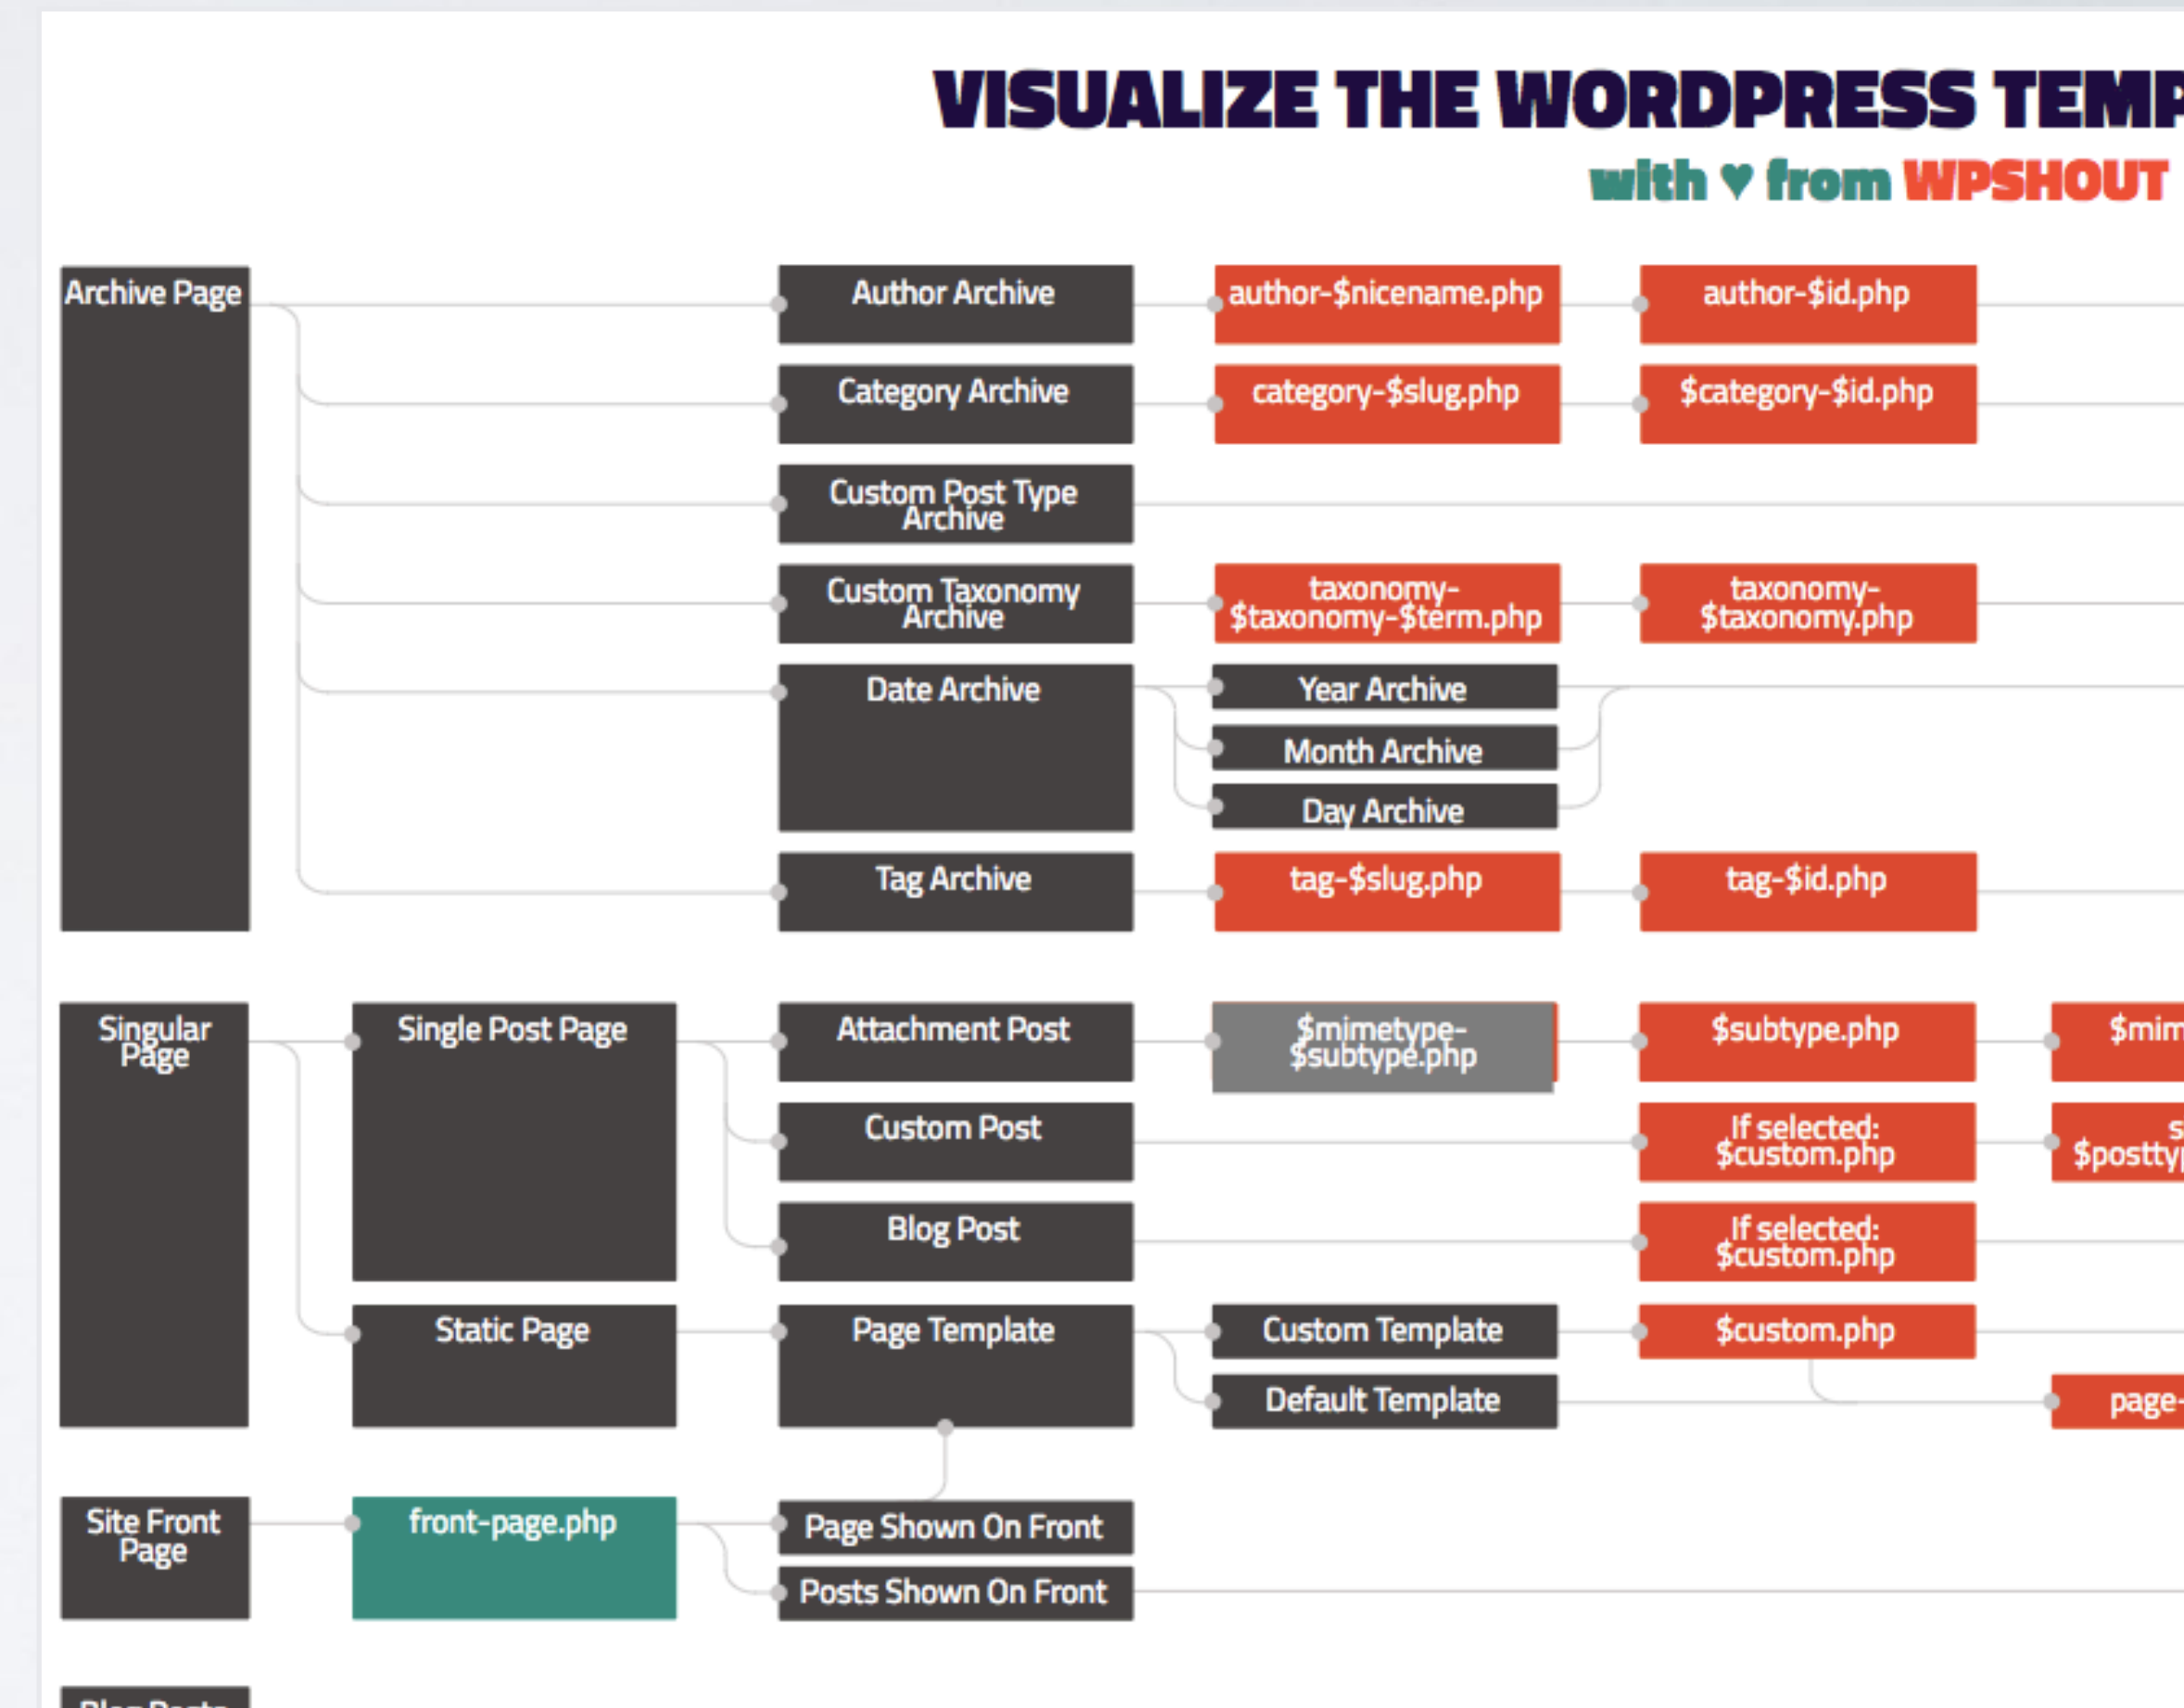 VISUALIZE THE WORDPRESS
with ♥ from WPSHOUT
Archive Page
Author Archive
author-$nicename.php
author-$id.php
Category Archive
category-$slug.php
$category-$id.php
Custom Post Type
Archive
Custom Taxonomy
Archive
taxonomy-
$taxonomy-$term.php
taxonomy-
$taxonomy.php
Date Archive
Year Archive
Month Archive
Day Archive
Tag Archive
tag-$slug.php
tag-$id.php
Singular
Page
Single Post Page
Attachment Post
$mimetype-
$subtype.php
$subtype.php
Custom Post
If selected:
$custom.php
Blog Post
If selected:
$custom.php
Static Page
Page Template
Custom Template
$custom.php
Default Template
page-
Site Front
Page
front-page.php
Page Shown On Front
Posts Shown On Front